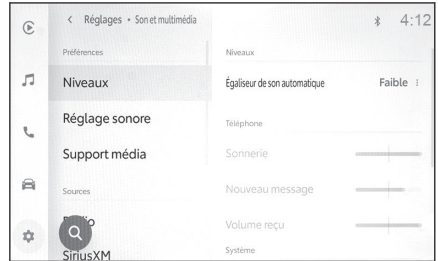 < Réglages • Son et multimédia
4:12
Préférences
Niveaux
Réglage sonore
Support média
Sources
SiriusXM
Niveaux
Égaliseur de son automatique Faible
Téléphone
Sonnerie
Nouveau message
Volume reçu
Système